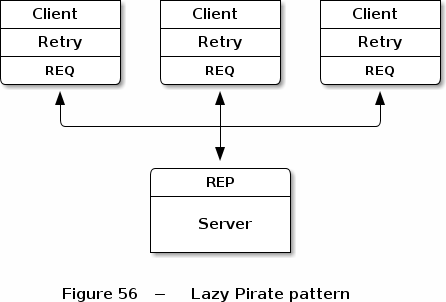 Client Client Client
Retry Retry Retry
REQ REQ REQ
REP
Server
Figure 56 — Lazy Pirate pattern